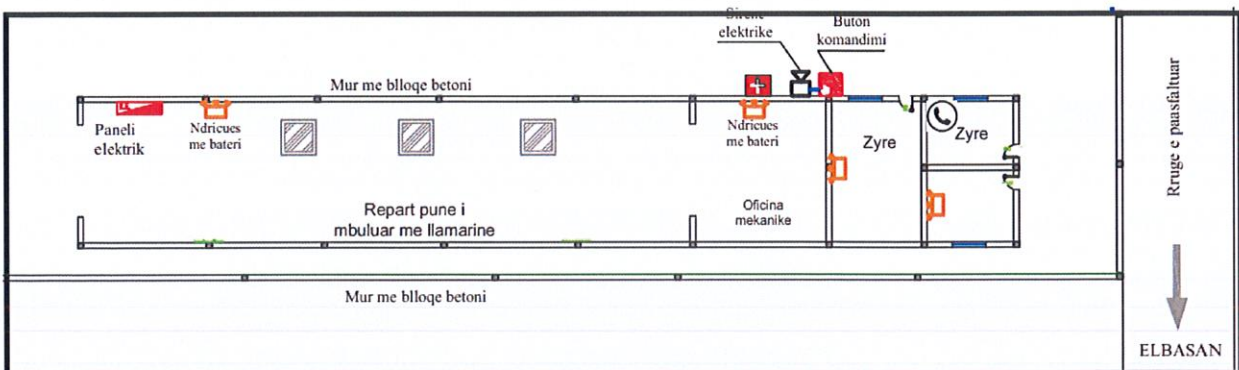 elektrike
Buton
komandimi
Mur me blloqe betoni
Paneli
elektrik
Ndricues
me bateri
Ndricues
me bateri
Zyre
Zyre
Repart pune i
mbuluar me llamarine
Oficina
mekanike
Mur me blloqe betoni
Rruge e paasfaltuar
ELBASAN